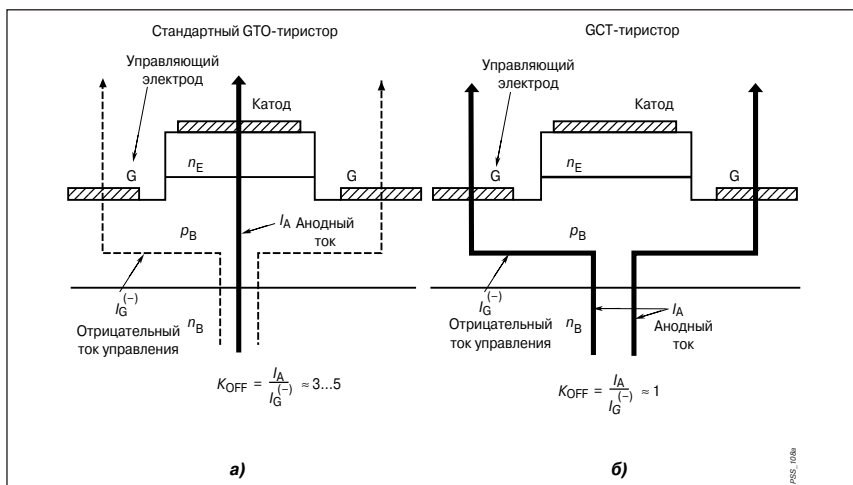 Стандартный GTO-тиристор
Управляющий
электрод
Катод
n_E
G
G
p_B
I_A Анодный
ток
I_G^(−)
Отрицательный
ток управления
n_B
K_OFF = I_A / I_G^(−) ≈ 3...5
а)
GCT-тиристор
Управляющий
электрод
Катод
n_E
G
G
p_B
I_G^(−)
Отрицательный
ток управления
n_B
I_A
Анодный
ток
K_OFF = I_A / I_G^(−) ≈ 1
б)
PSS_108a